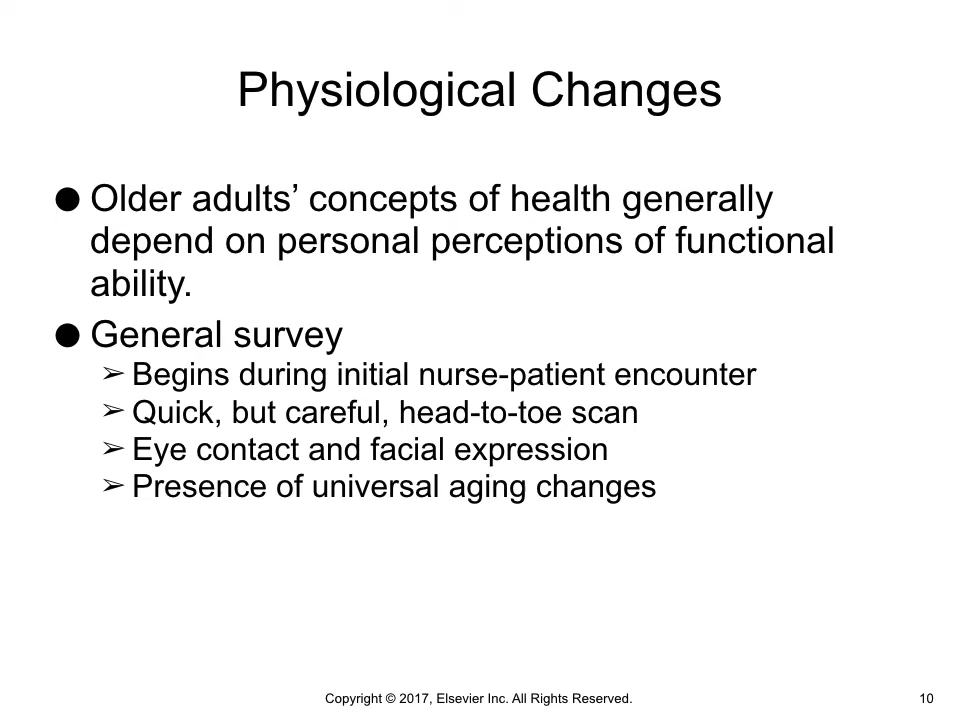 Physiological Changes
● Older adults’ concepts of health generally
depend on personal perceptions of functional
ability.
● General survey
➢ Begins during initial nurse-patient encounter
➢ Quick, but careful, head-to-toe scan
➢ Eye contact and facial expression
➢ Presence of universal aging changes
Copyright © 2017, Elsevier Inc. All Rights Reserved.
10